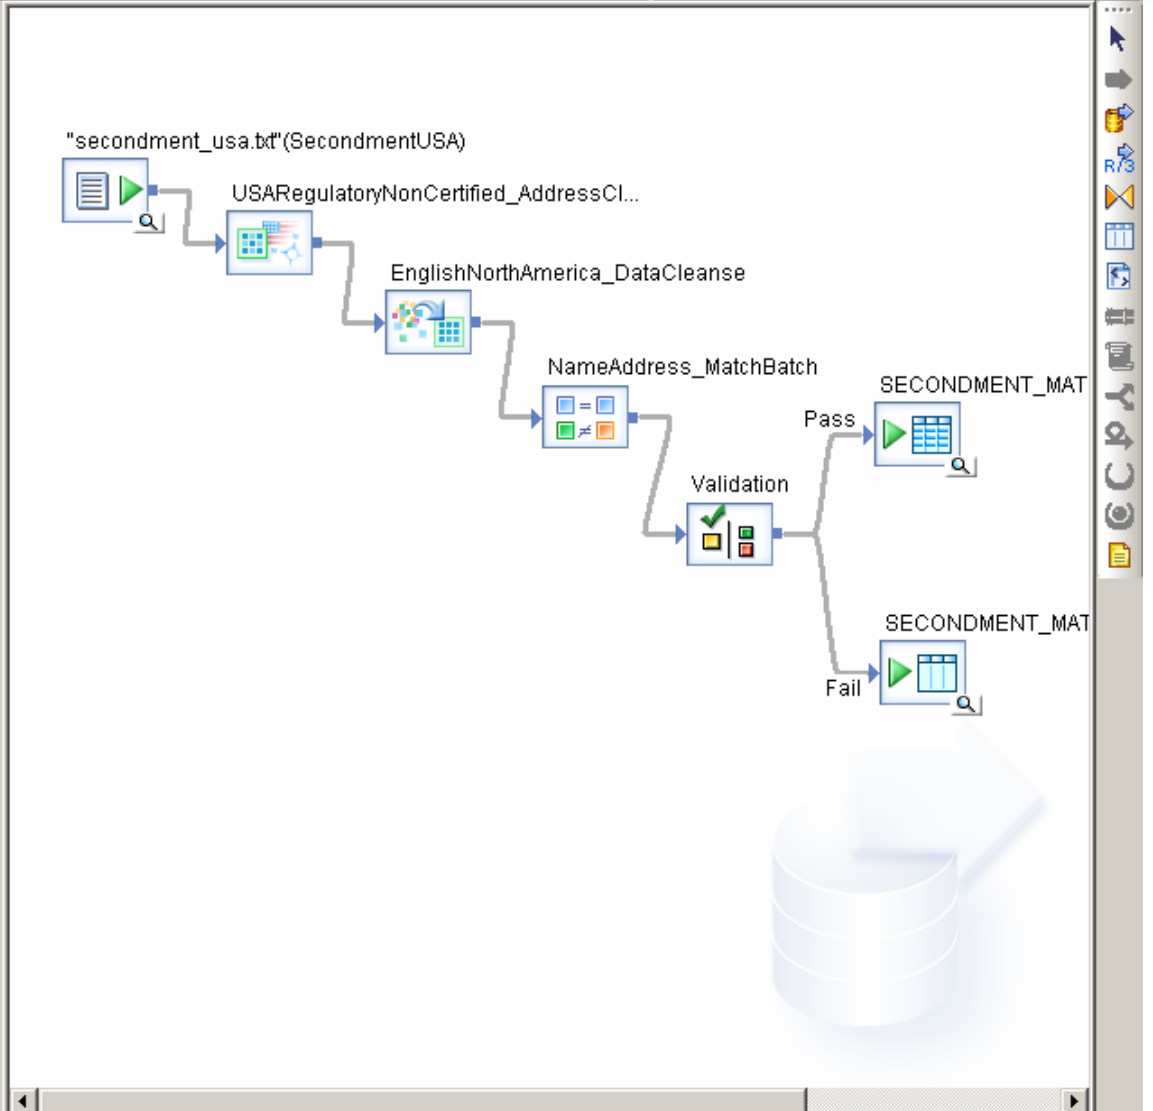 "secondment_usa.txt"(SecondmentUSA)
USARegulatoryNonCertified_AddressCl...
EnglishNorthAmerica_DataCleanse
NameAddress_MatchBatch
SECONDMENT_MAT
Pass
Validation
SECONDMENT_MAT
Fail
R/3